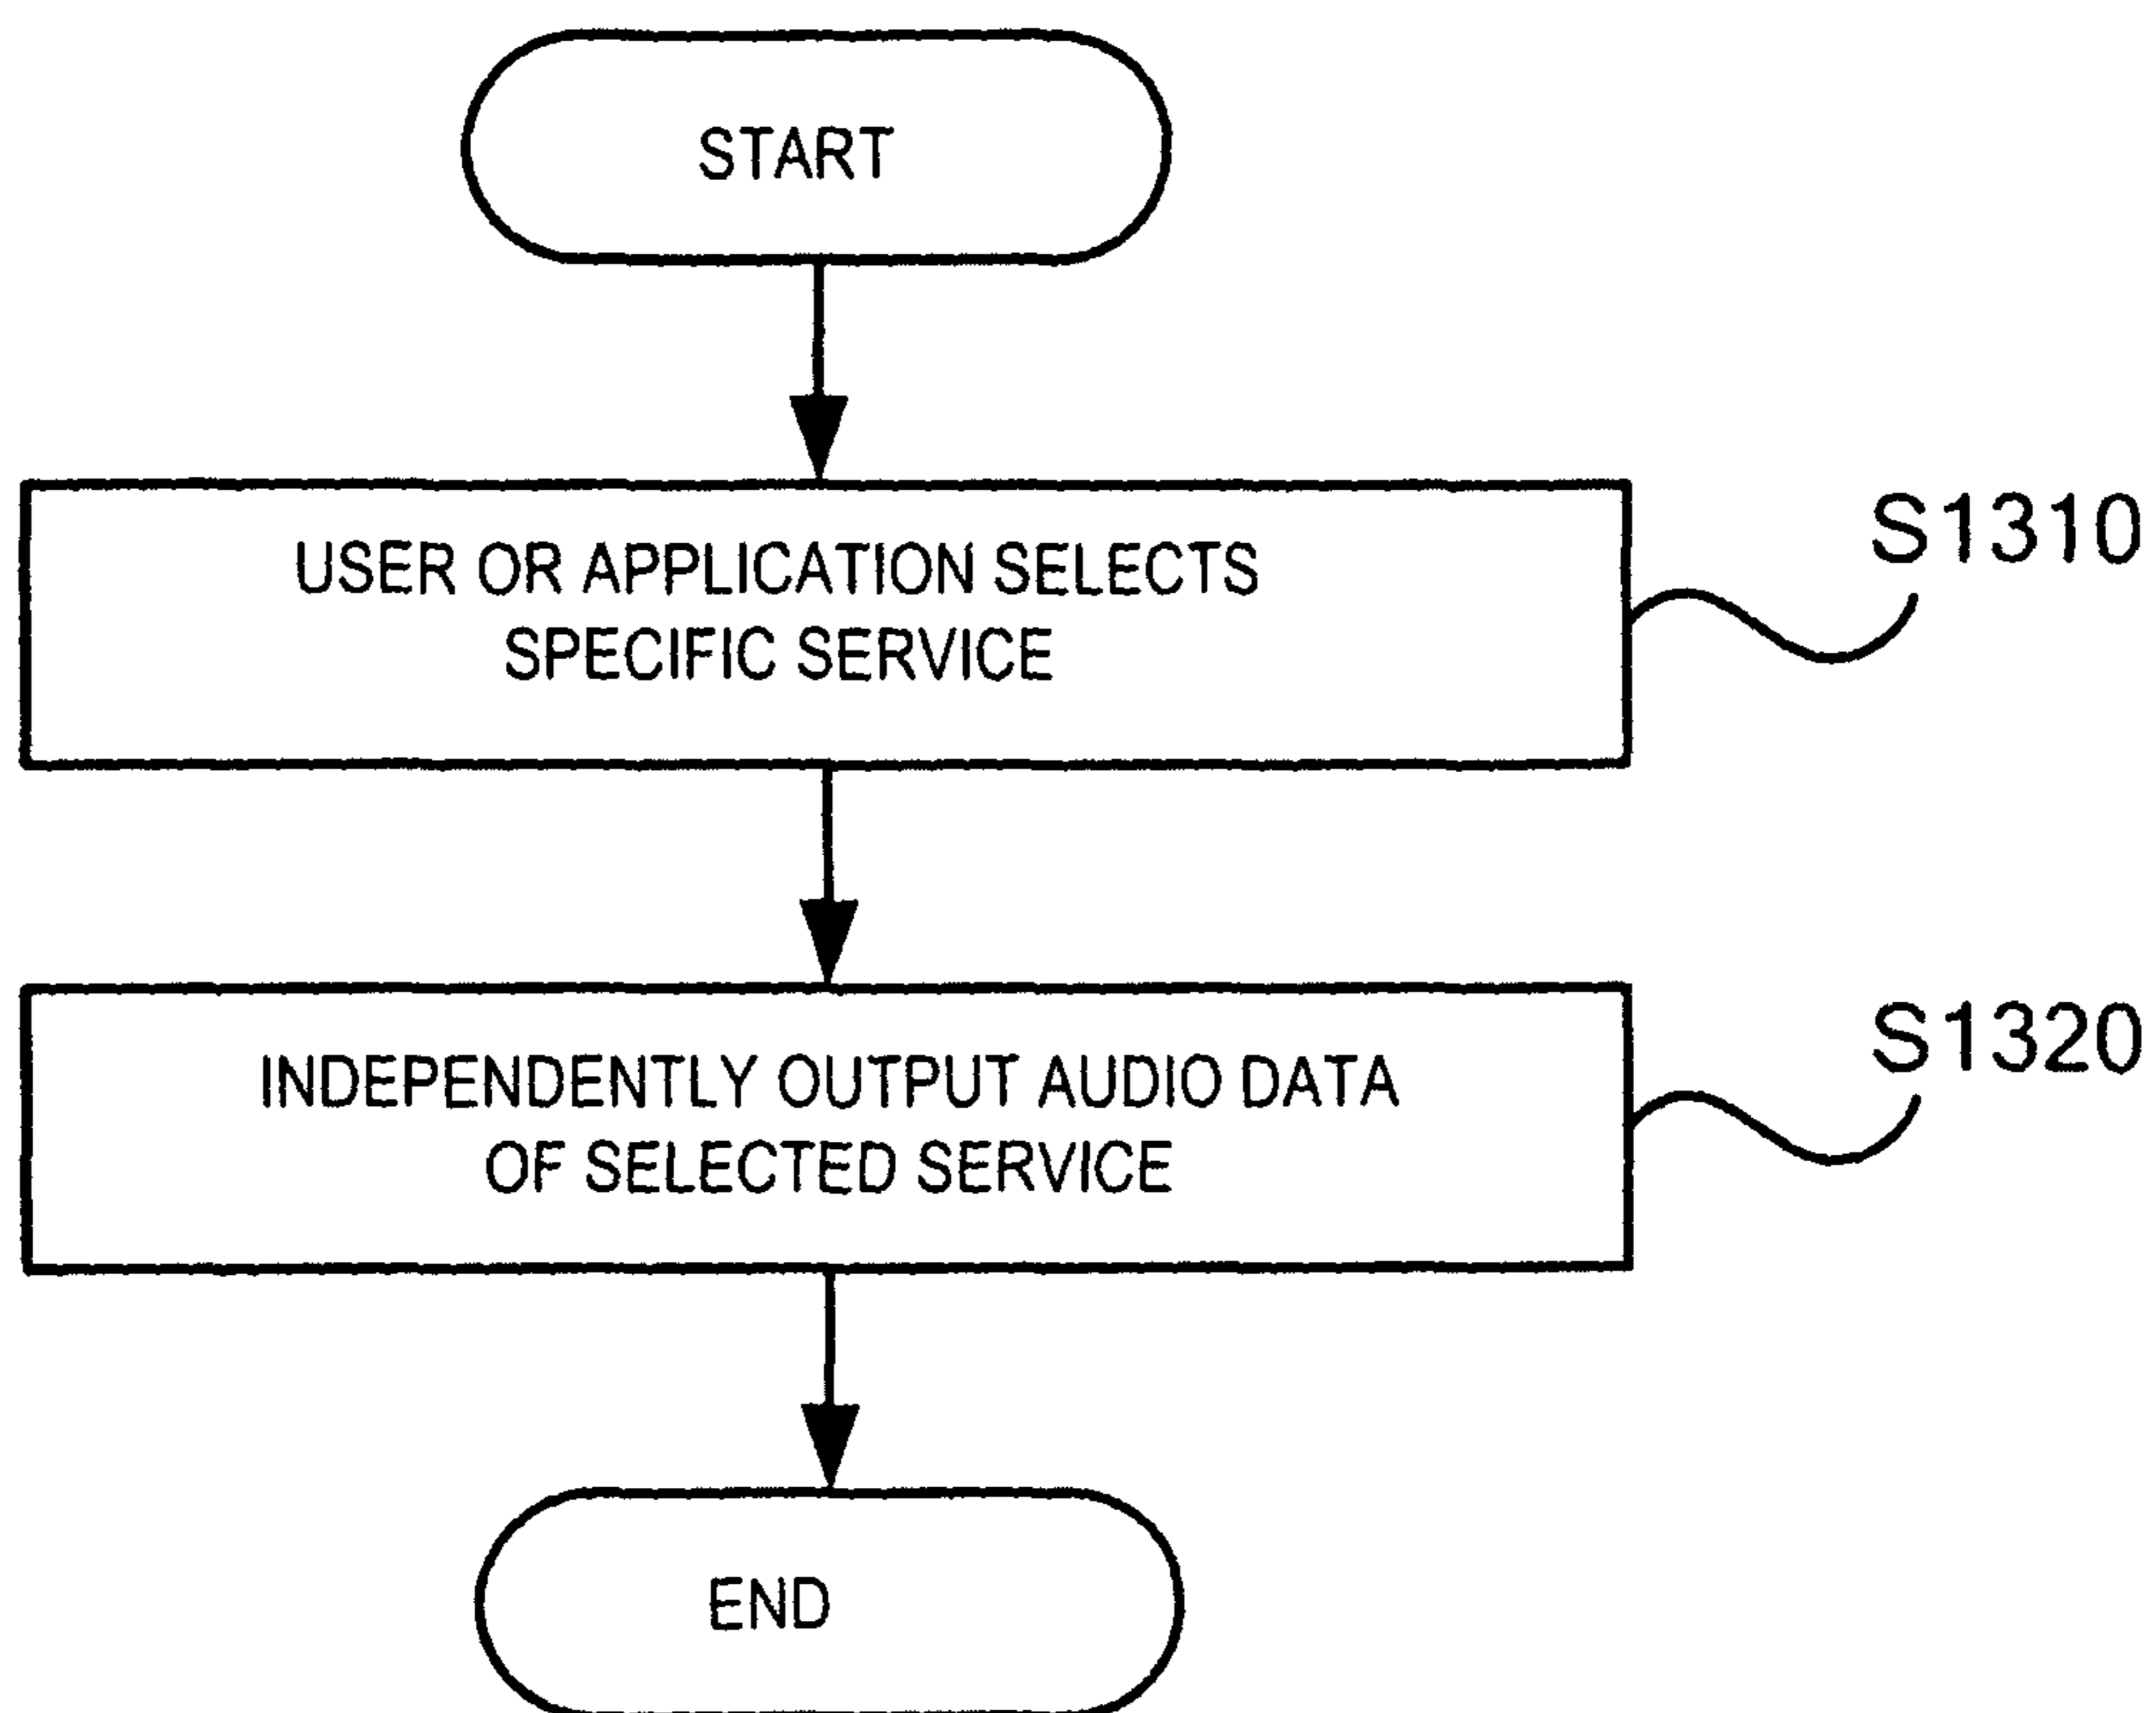 START
USER OR APPLICATION SELECTS
SPECIFIC SERVICE
S1310
INDEPENDENTLY OUTPUT AUDIO DATA
OF SELECTED SERVICE
S1320
END